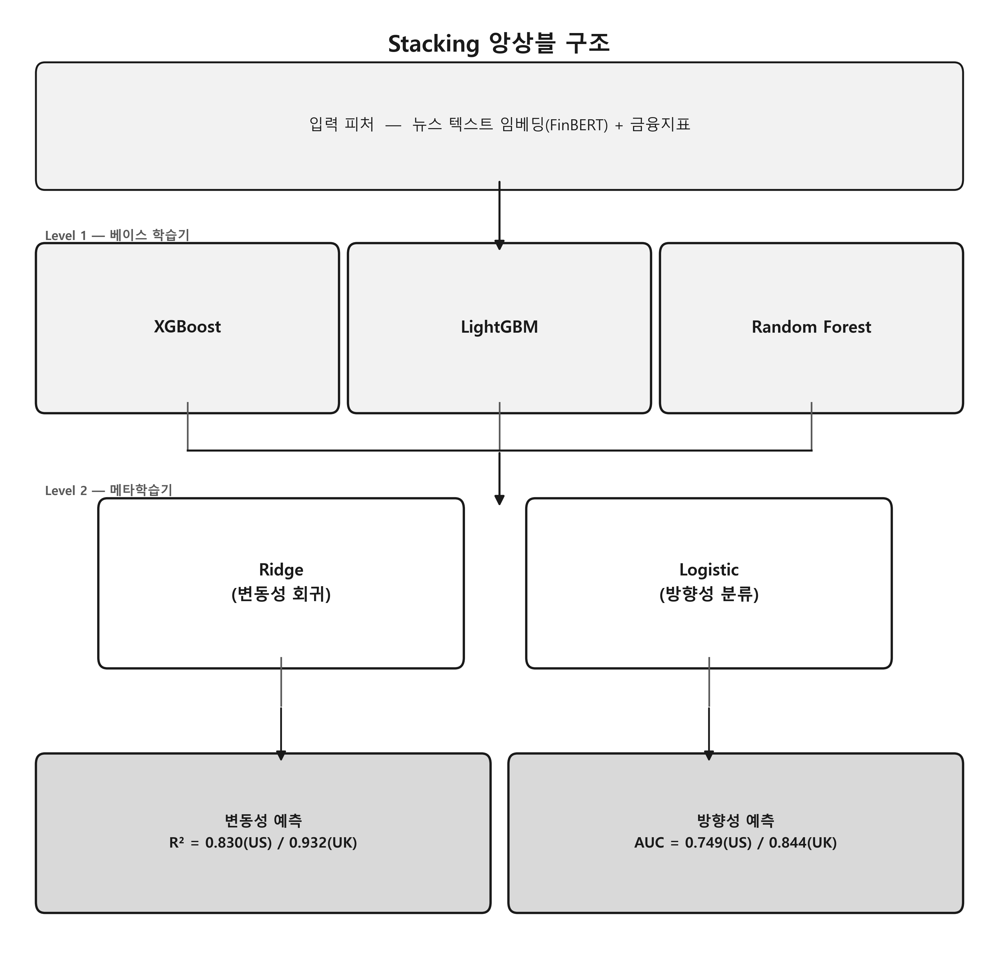 Stacking 앙상블 구조
입력 피처 — 뉴스 텍스트 임베딩(FinBERT) + 금융지표
Level 1 — 베이스 학습기
XGBoost
LightGBM
Random Forest
Level 2 — 메타학습기
Ridge
(변동성 회귀)
Logistic
(방향성 분류)
변동성 예측
R² = 0.830(US) / 0.932(UK)
방향성 예측
AUC = 0.749(US) / 0.844(UK)